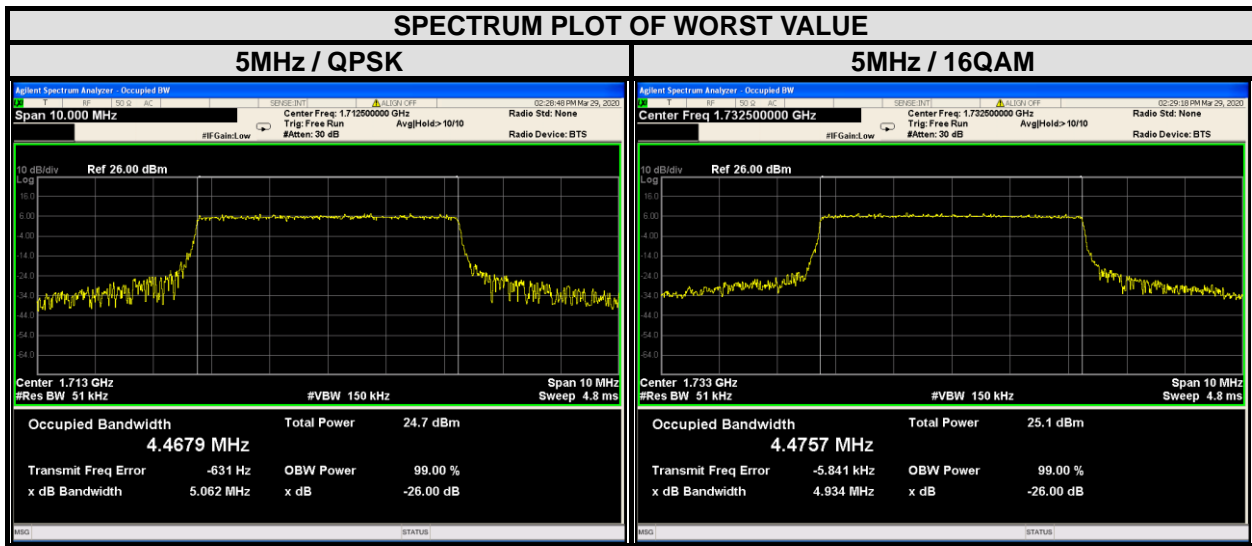 SPECTRUM PLOT OF WORST VALUE
5MHz / QPSK
5MHz / 16QAM
Agilent Spectrum Analyzer - Occupied BW
T RF 50 Ω AC SENSE:INT ALIGN OFF 02:28:48 PM Mar 29, 2020
Span 10.000 MHz
Center Freq: 1.712500000 GHz
Radio Std: None
Trig: Free Run Avg|Hold:> 10/10
#IFGain:Low #Atten: 30 dB
Radio Device: BTS
10 dB/div Ref 26.00 dBm
Log
16.0
6.00
-4.00
-14.0
-24.0
-34.0
-44.0
-54.0
-64.0
Center 1.713 GHz Span 10 MHz
#Res BW 51 kHz #VBW 150 kHz Sweep 4.8 ms
Occupied Bandwidth Total Power 24.7 dBm
4.4679 MHz
Transmit Freq Error -631 Hz OBW Power 99.00 %
x dB Bandwidth 5.062 MHz x dB -26.00 dB
MSG STATUS
Agilent Spectrum Analyzer - Occupied BW
T RF 50 Ω AC SENSE:INT ALIGN OFF 02:29:18 PM Mar 29, 2020
Center Freq 1.732500000 GHz
Center Freq: 1.732500000 GHz
Radio Std: None
Trig: Free Run Avg|Hold:> 10/10
#IFGain:Low #Atten: 30 dB
Radio Device: BTS
10 dB/div Ref 26.00 dBm
Log
16.0
6.00
-4.00
-14.0
-24.0
-34.0
-44.0
-54.0
-64.0
Center 1.733 GHz Span 10 MHz
#Res BW 51 kHz #VBW 150 kHz Sweep 4.8 ms
Occupied Bandwidth Total Power 25.1 dBm
4.4757 MHz
Transmit Freq Error -5.841 kHz OBW Power 99.00 %
x dB Bandwidth 4.934 MHz x dB -26.00 dB
MSG STATUS